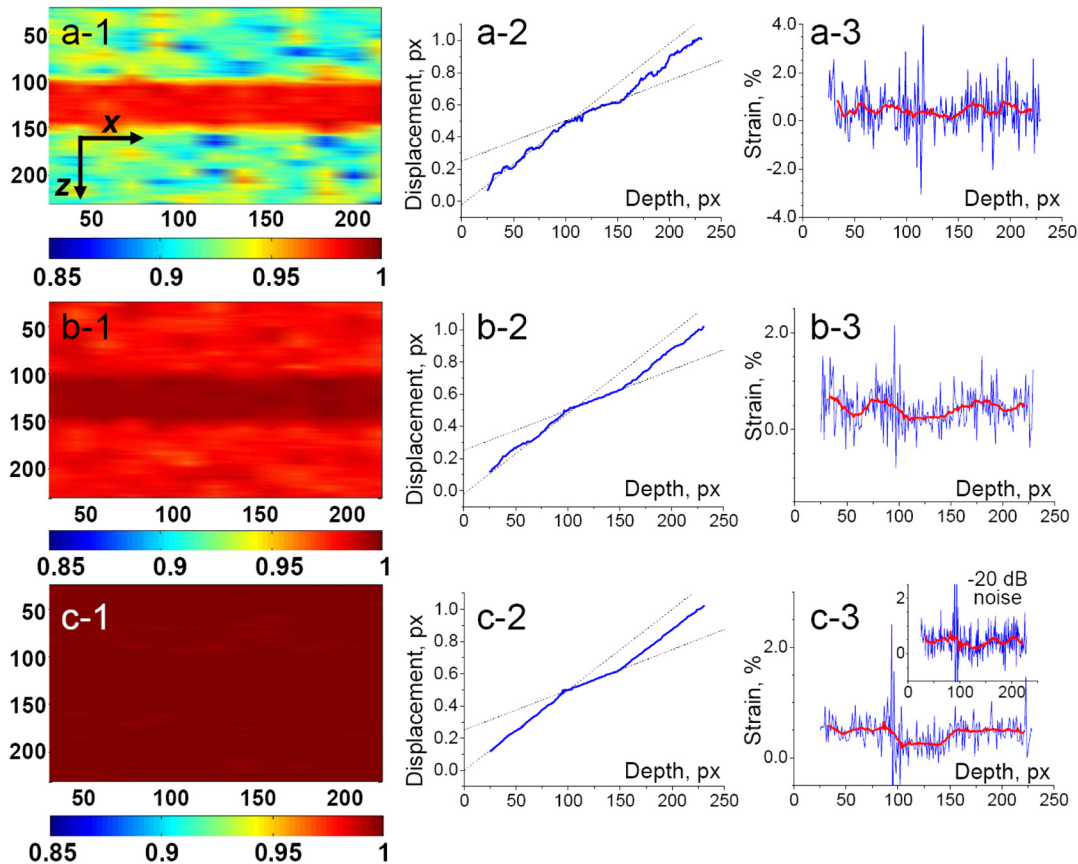 a-1
50
100
150
200
x
z
50 100 150 200
0.85 0.9 0.95 1
a-2
Displacement, px
1.0
0.8
0.6
0.4
0.2
0.0
Depth, px
0 50 100 150 200 250
a-3
Strain, %
4.0
2.0
0.0
-2.0
4.0
Depth, px
0 50 100 150 200 250
b-1
50
100
150
200
50 100 150 200
0.85 0.9 0.95 1
b-2
Displacement, px
1.0
0.8
0.6
0.4
0.2
0.0
Depth, px
0 50 100 150 200 250
b-3
Strain, %
2.0
0.0
Depth, px
0 50 100 150 200 250
c-1
50
100
150
200
50 100 150 200
0.85 0.9 0.95 1
c-2
Displacement, px
1.0
0.8
0.6
0.4
0.2
0.0
Depth, px
0 50 100 150 200 250
c-3
-20 dB
noise
2
1
0
0 100 200
Strain, %
2.0
0.0
Depth, px
0 50 100 150 200 250